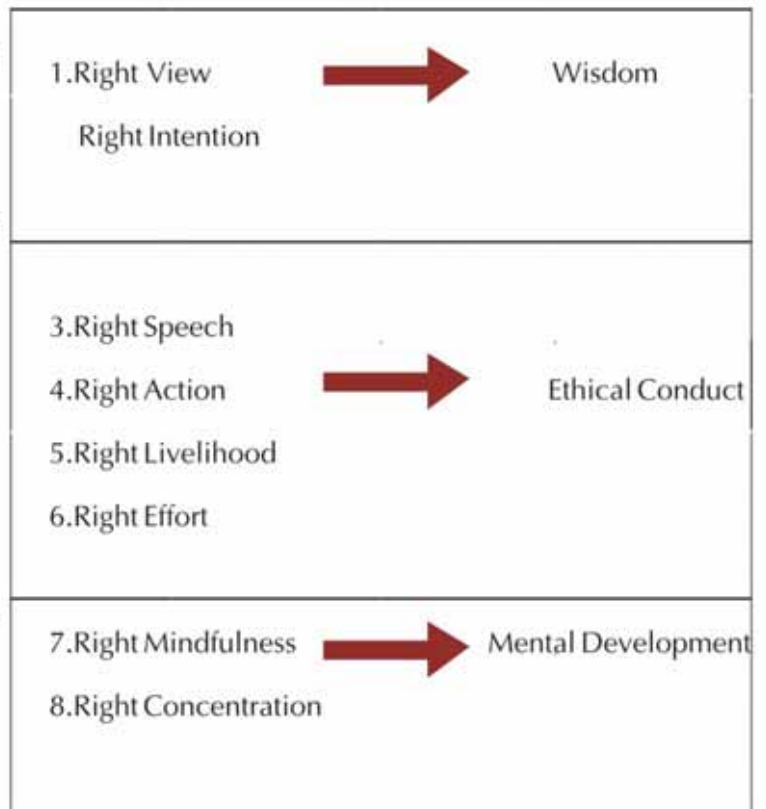 1.Right View
Wisdom
Right Intention
3.Right Speech
4.Right Action
Ethical Conduct
5.Right Livelihood
6.Right Effort
7.Right Mindfulness
Mental Development
8.Right Concentration